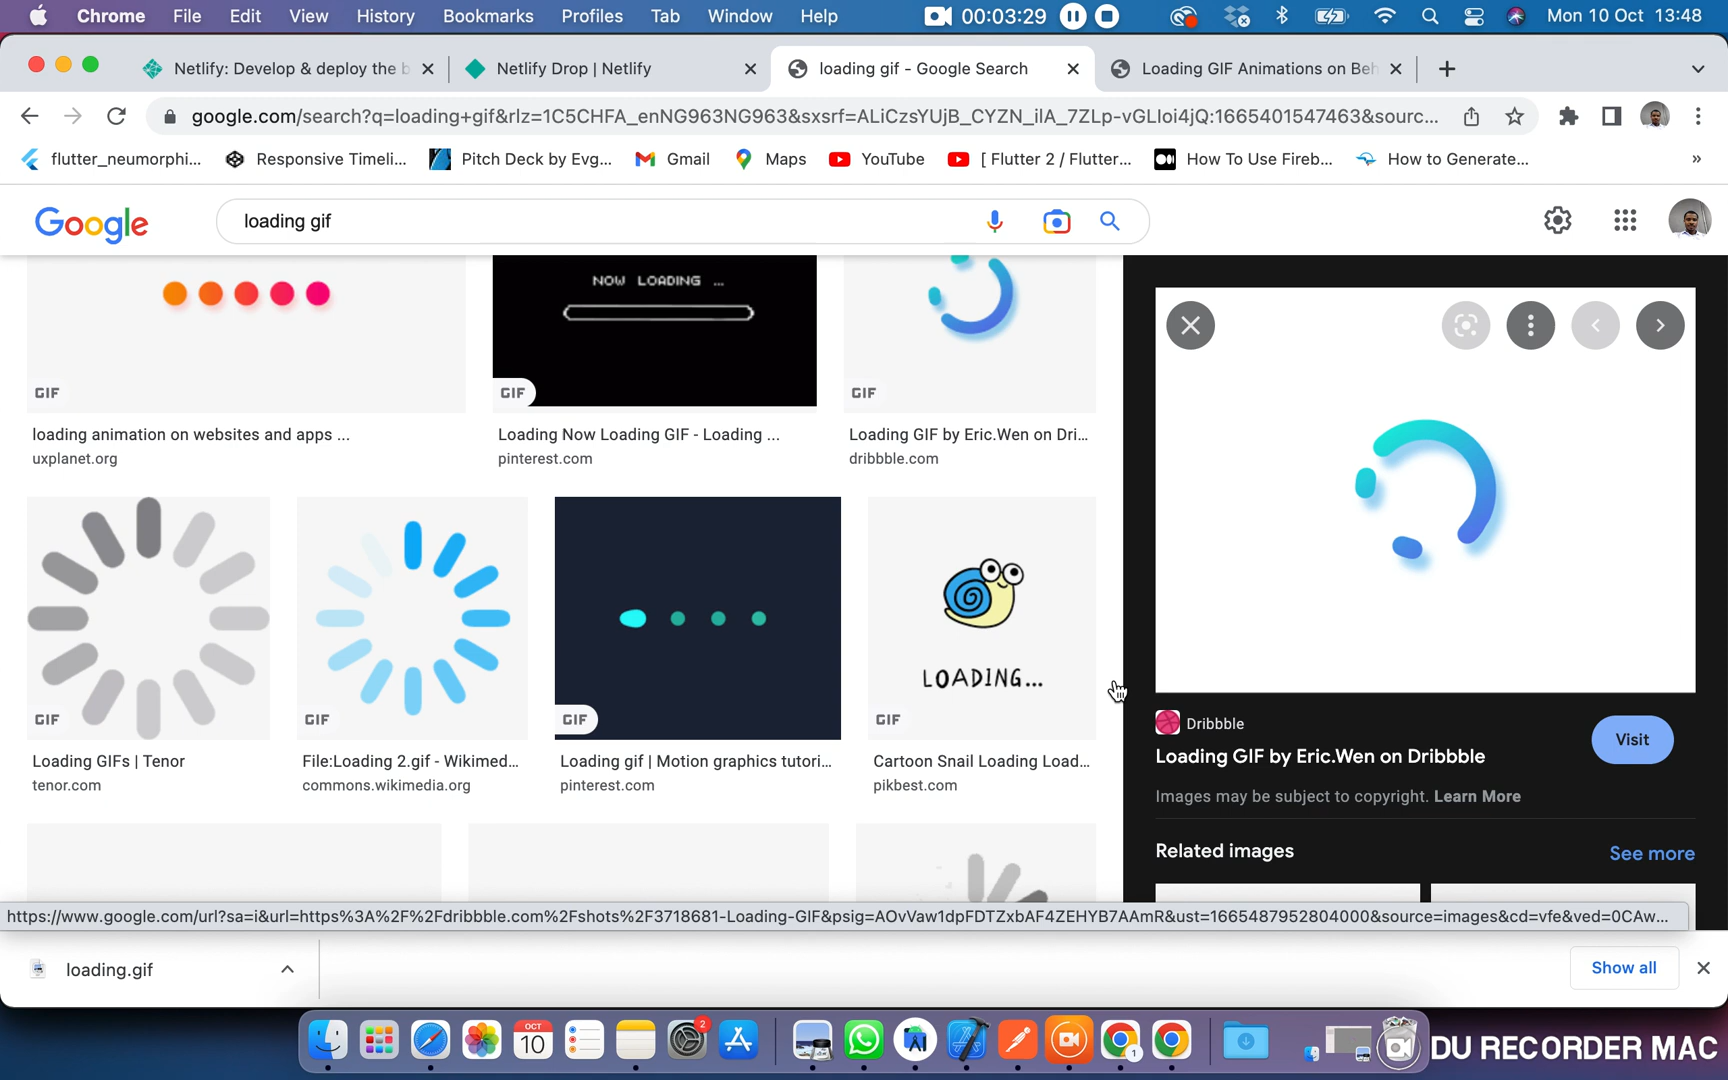 Chrome File Edit View History Bookmarks Profiles Tab Window Help 00:03:29 Mon 10 Oct 13:48
Netlify: Develop & deploy the b Netlify Drop | Netlify loading gif - Google Search Loading GIF Animations on Beh
google.com/search?q=loading+gif&rlz=1C5CHFA_enNG963NG963&sxsrf=ALiCzsYUjB_CYZN_ilA_7ZLp-vGLloi4jQ:1665401547463&sourc...
flutter_neumorphi... Responsive Timeli... Pitch Deck by Evg... Gmail Maps YouTube [ Flutter 2 / Flutter... How To Use Fireb... How to Generate... »
Google loading gif
NOW LOADING ...
GIF GIF GIF
loading animation on websites and apps ... Loading Now Loading GIF - Loading ... Loading GIF by Eric.Wen on Dri...
uxplanet.org pinterest.com dribbble.com
LOADING...
GIF GIF GIF GIF
Loading GIFs | Tenor File:Loading 2.gif - Wikimed... Loading gif | Motion graphics tutori... Cartoon Snail Loading Load...
tenor.com commons.wikimedia.org pinterest.com pikbest.com
Dribbble
Loading GIF by Eric.Wen on Dribbble
Visit
Images may be subject to copyright. Learn More
Related images See more
https://www.google.com/url?sa=i&url=https%3A%2F%2Fdribbble.com%2Fshots%2F3718681-Loading-GIF&psig=AOvVaw1dpFDTZxbAF4ZEHYB7AAmR&ust=1665487952804000&source=images&cd=vfe&ved=0CAw...
loading.gif Show all
OCT
10
2
1
DU RECORDER MAC